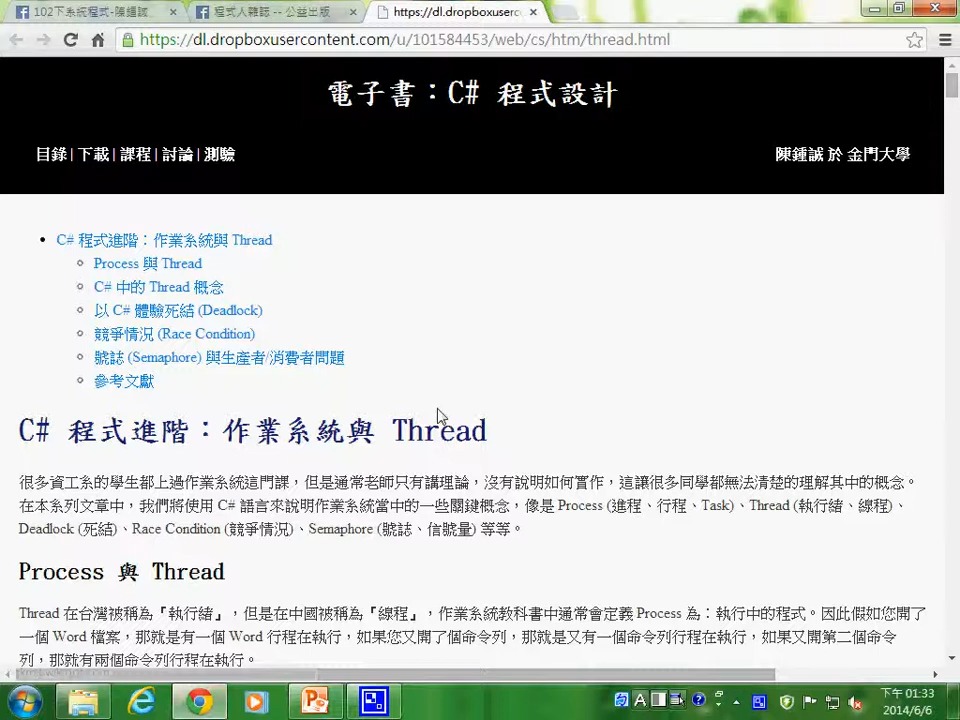 102下系統程式-陳鍾誠
程式人雜誌 -- 公益出版
https://dl.dropboxuserc
https://dl.dropboxusercontent.com/u/101584453/web/cs/htm/thread.html
電子書：C# 程式設計
目錄 | 下載 | 課程 | 討論 | 測驗
陳鍾誠 於 金門大學
C# 程式進階：作業系統與 Thread
Process 與 Thread
C# 中的 Thread 概念
以 C# 體驗死結 (Deadlock)
競爭情況 (Race Condition)
號誌 (Semaphore) 與生產者/消費者問題
參考文獻
C# 程式進階：作業系統與 Thread
很多資工系的學生都上過作業系統這門課，但是通常老師只有講理論，沒有說明如何實作，這讓很多同學都無法清楚的理解其中的概念。
在本系列文章中，我們將使用 C# 語言來說明作業系統當中的一些關鍵概念，像是 Process (進程、行程、Task)、Thread (執行緒、線程)、
Deadlock (死結)、Race Condition (競爭情況)、Semaphore (號誌、信號量) 等等。
Process 與 Thread
Thread 在台灣被稱為『執行緒』，但是在中國被稱為『線程』，作業系統教科書中通常會定義 Process 為：執行中的程式。因此假如您開了
一個 Word 檔案，那就是有一個 Word 行程在執行，如果您又開了個命令列，那就是又有一個命令列行程在執行，如果又開第二個命令
列，那就有兩個命令列行程在執行。
A
下午 01:33
2014/6/6